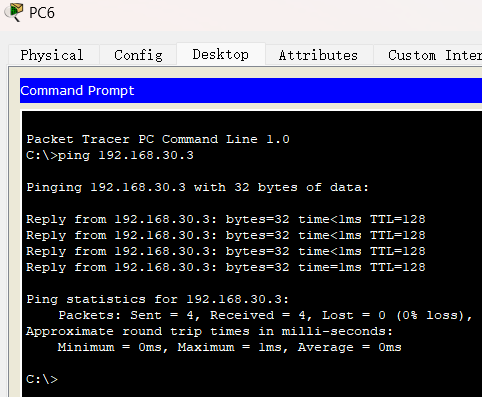 PC6
Physical Config Desktop Attributes Custom Inter
Command Prompt
Packet Tracer PC Command Line 1.0
C:\>ping 192.168.30.3
Pinging 192.168.30.3 with 32 bytes of data:
Reply from 192.168.30.3: bytes=32 time<1ms TTL=128
Reply from 192.168.30.3: bytes=32 time<1ms TTL=128
Reply from 192.168.30.3: bytes=32 time<1ms TTL=128
Reply from 192.168.30.3: bytes=32 time=1ms TTL=128
Ping statistics for 192.168.30.3:
Packets: Sent = 4, Received = 4, Lost = 0 (0% loss),
Approximate round trip times in milli-seconds:
Minimum = 0ms, Maximum = 1ms, Average = 0ms
C:\>